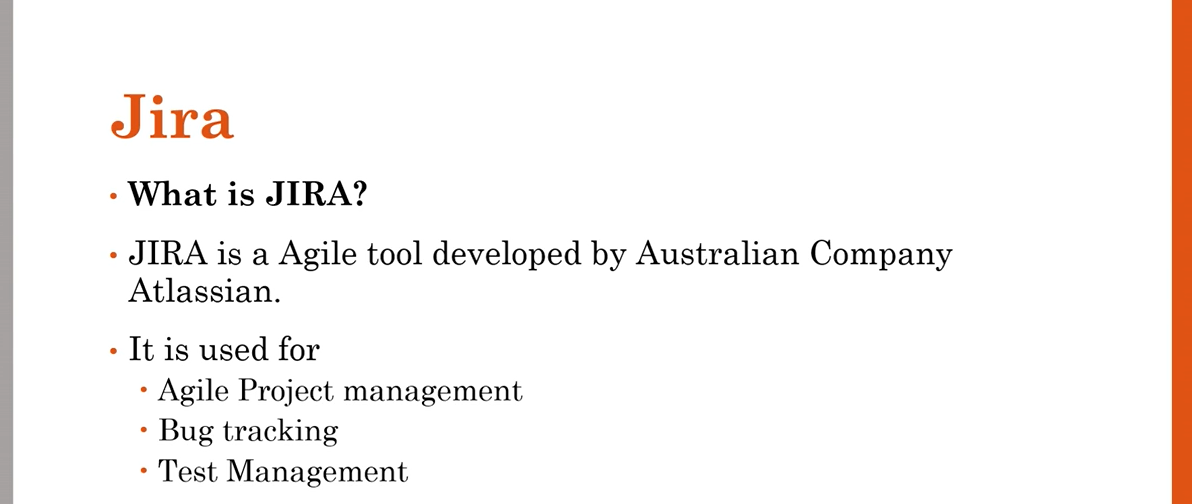 Jira
• What is JIRA?
• JIRA is a Agile tool developed by Australian Company
Atlassian.
• It is used for
• Agile Project management
• Bug tracking
• Test Management